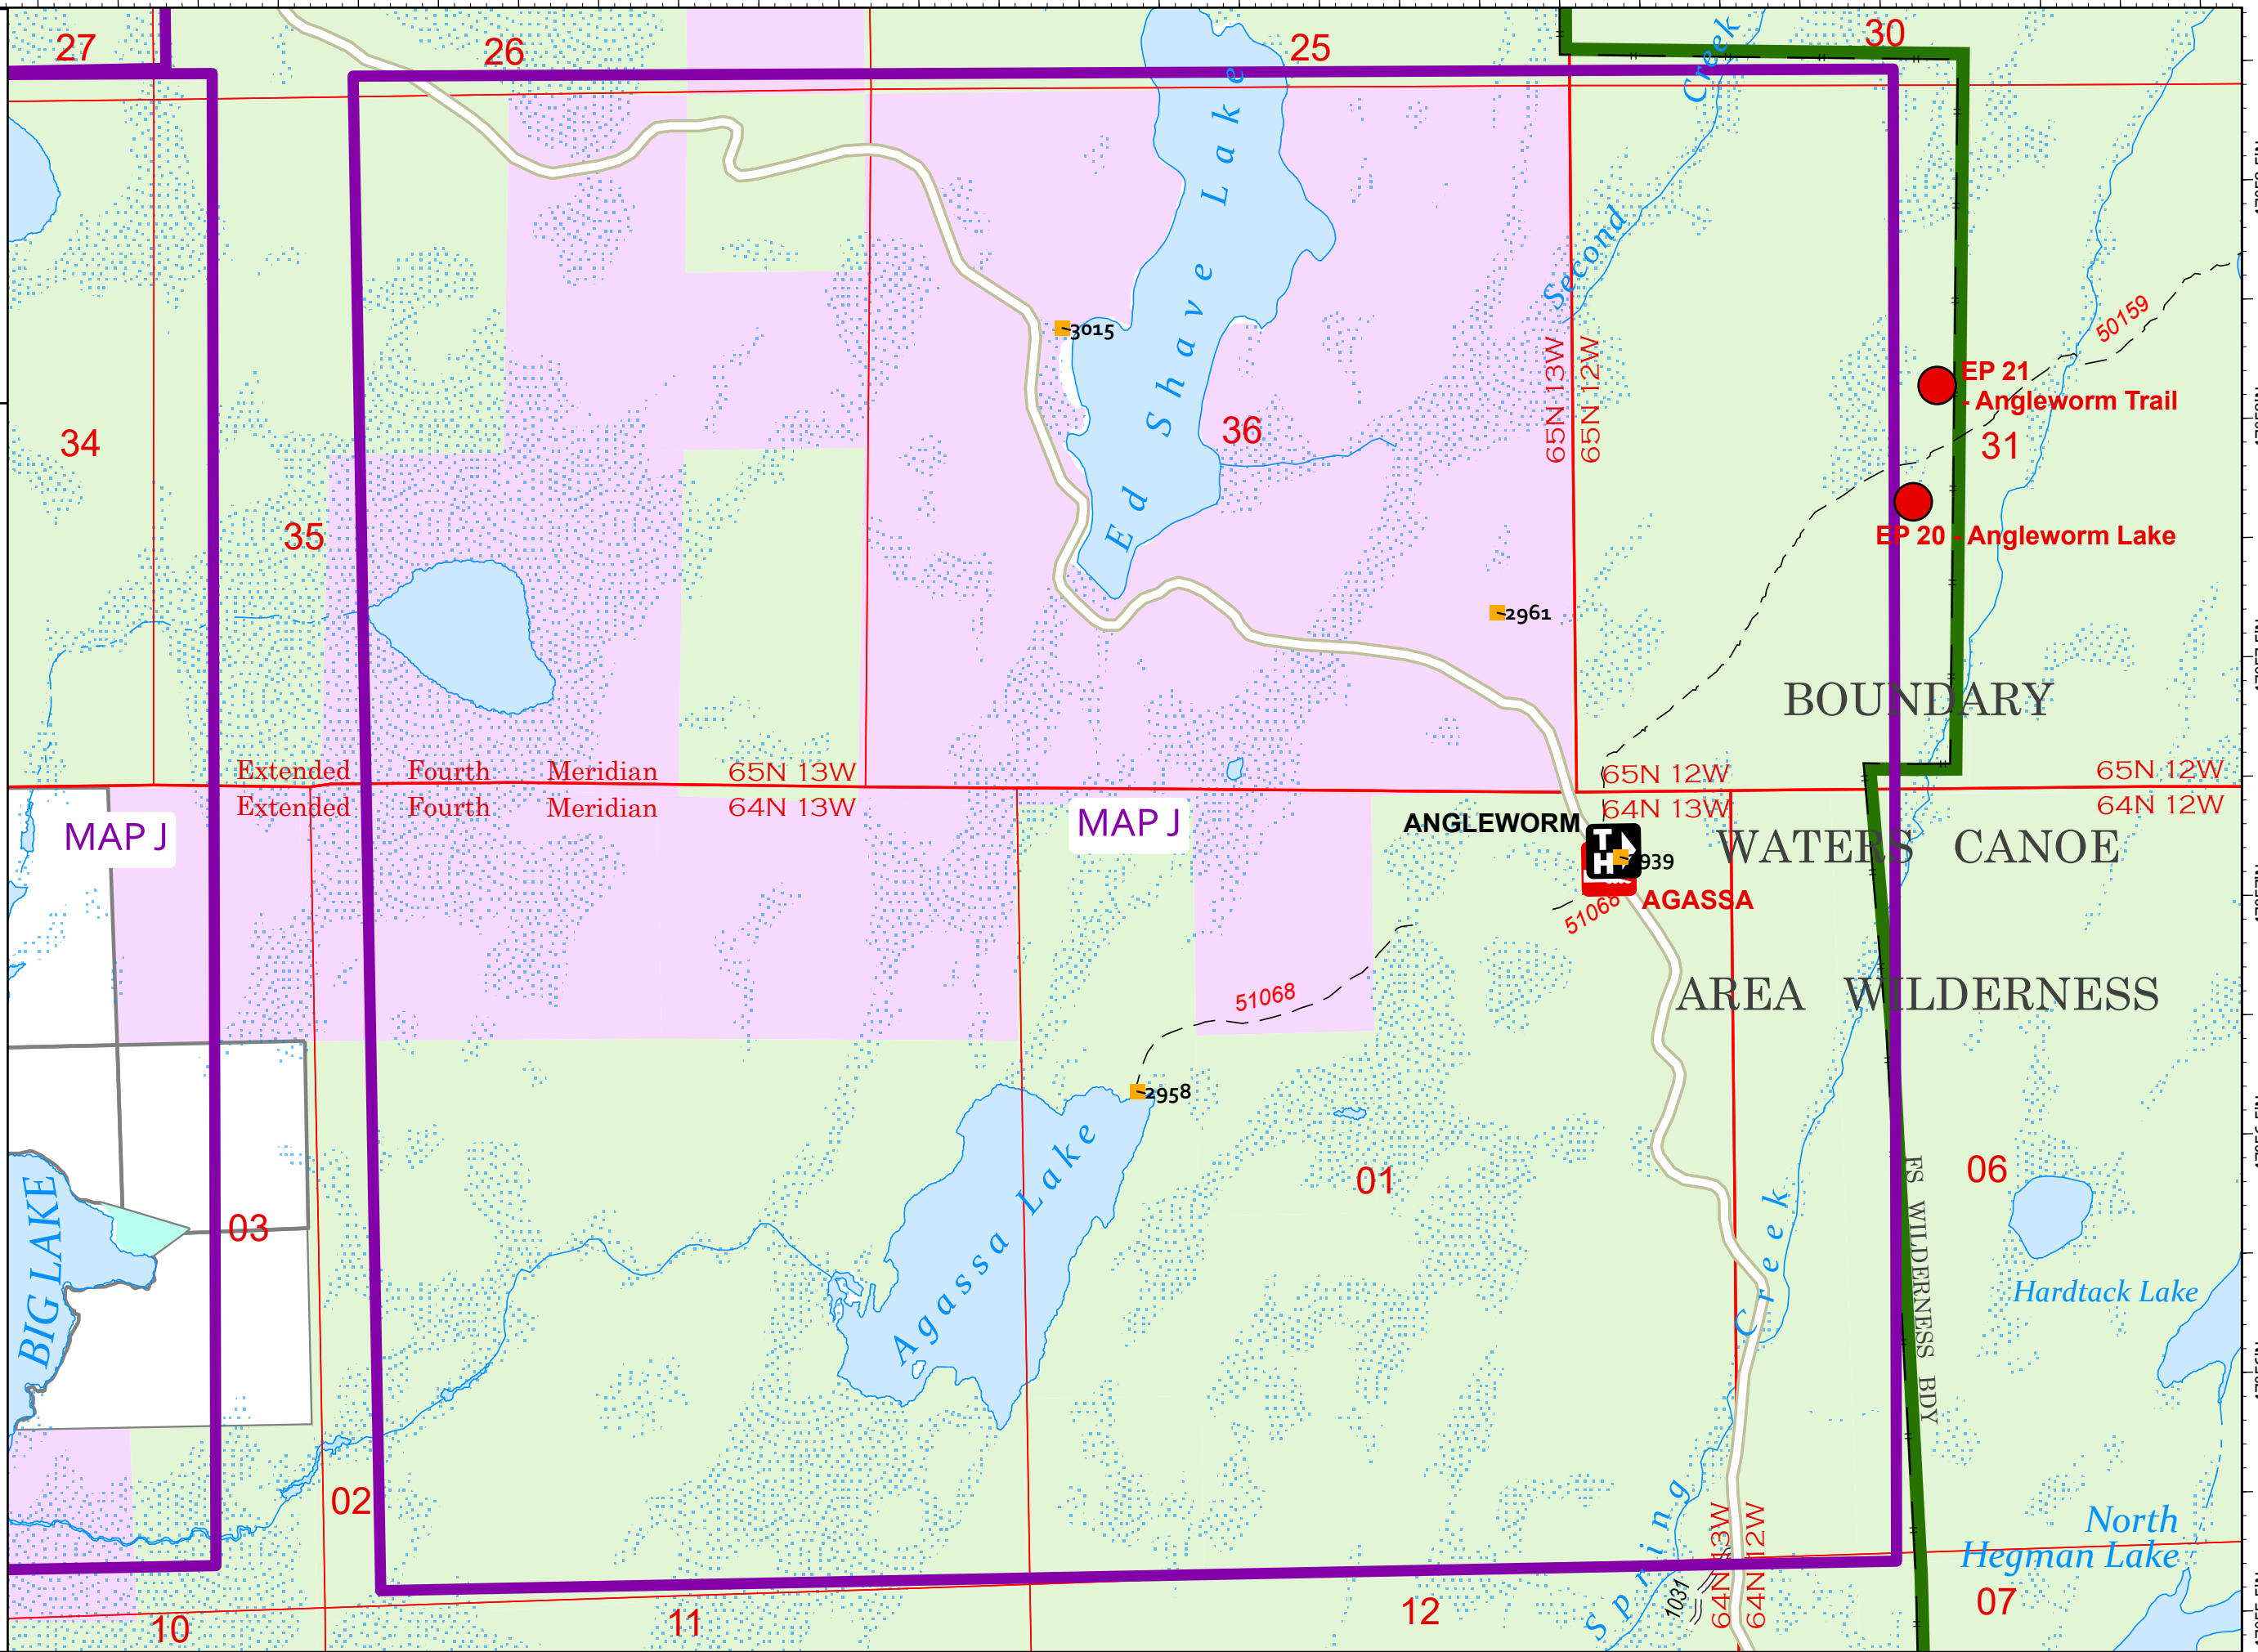 27
26
25
30
Creek
Ed Shave Lake
Second
50159
3015
EP 21
- Angleworm Trail
34
36
65N 13W
65N 12W
31
35
EP 20 - Angleworm Lake
2961
BOUNDARY
Extended Fourth Meridian 65N 13W
65N 12W
65N 12W
Extended Fourth Meridian 64N 13W
64N 13W
64N 12W
MAP J
MAP J
ANGLEWORM
TH
WATERS CANOE
AGASSA
51068
51068
AREA WILDERNESS
2958
Agassa Lake
01
06
FS WILDERNESS BDY
BIG LAKE
03
Hardtack Lake
02
Spring Creek
North
Hegman Lake
64N 13W
64N 12W
1031
10
11
12
07